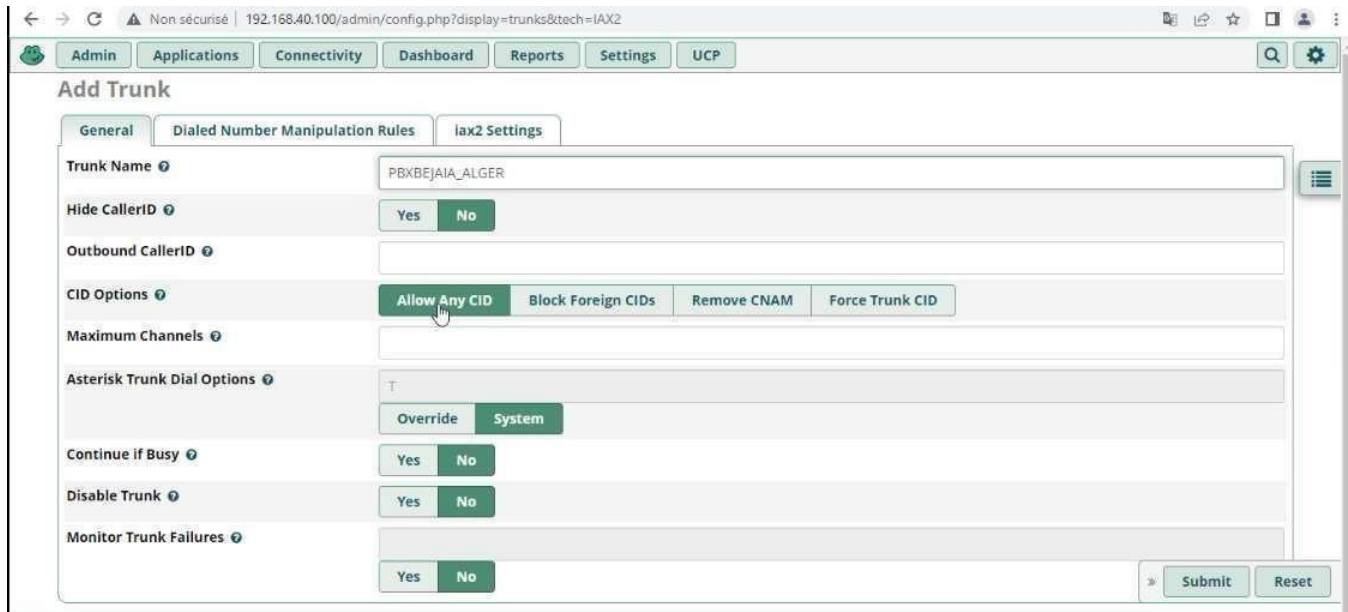 Non sécurisé | 192.168.40.100/admin/config.php?display=trunks&tech=IAX2
Admin Applications Connectivity Dashboard Reports Settings UCP
Add Trunk
General Dialed Number Manipulation Rules iax2 Settings
Trunk Name PBXBEJAIA_ALGER
Hide CallerID Yes No
Outbound CallerID
CID Options Allow Any CID Block Foreign CIDs Remove CNAM Force Trunk CID
Maximum Channels
Asterisk Trunk Dial Options T
Override System
Continue if Busy Yes No
Disable Trunk Yes No
Monitor Trunk Failures
Yes No
» Submit Reset